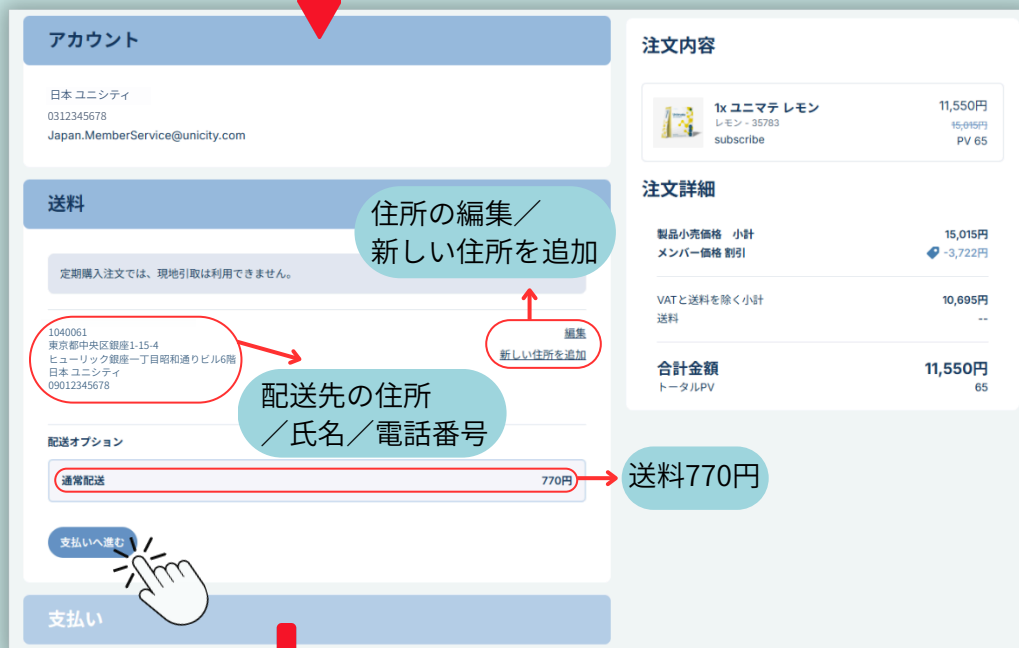 アカウント
日本 ユニシティ
0312345678
Japan.MemberService@unicity.com
送料
住所の編集／
新しい住所を追加
定期購入注文では、現地引取は利用できません。
1040061
東京都中央区銀座1-15-4
ヒューリック銀座一丁目昭和通りビル6階
日本 ユニシティ
09012345678
編集
新しい住所を追加
配送先の住所
／氏名／電話番号
配送オプション
通常配送 770円
送料770円
支払いへ進む
支払い
注文内容
1x ユニマテ レモン 11,550円
レモン - 35783 15,015円
subscribe PV 65
注文詳細
製品小売価格　小計 15,015円
メンバー価格 割引 -3,722円
VATと送料を除く小計 10,695円
送料 --
合計金額 11,550円
トータルPV 65